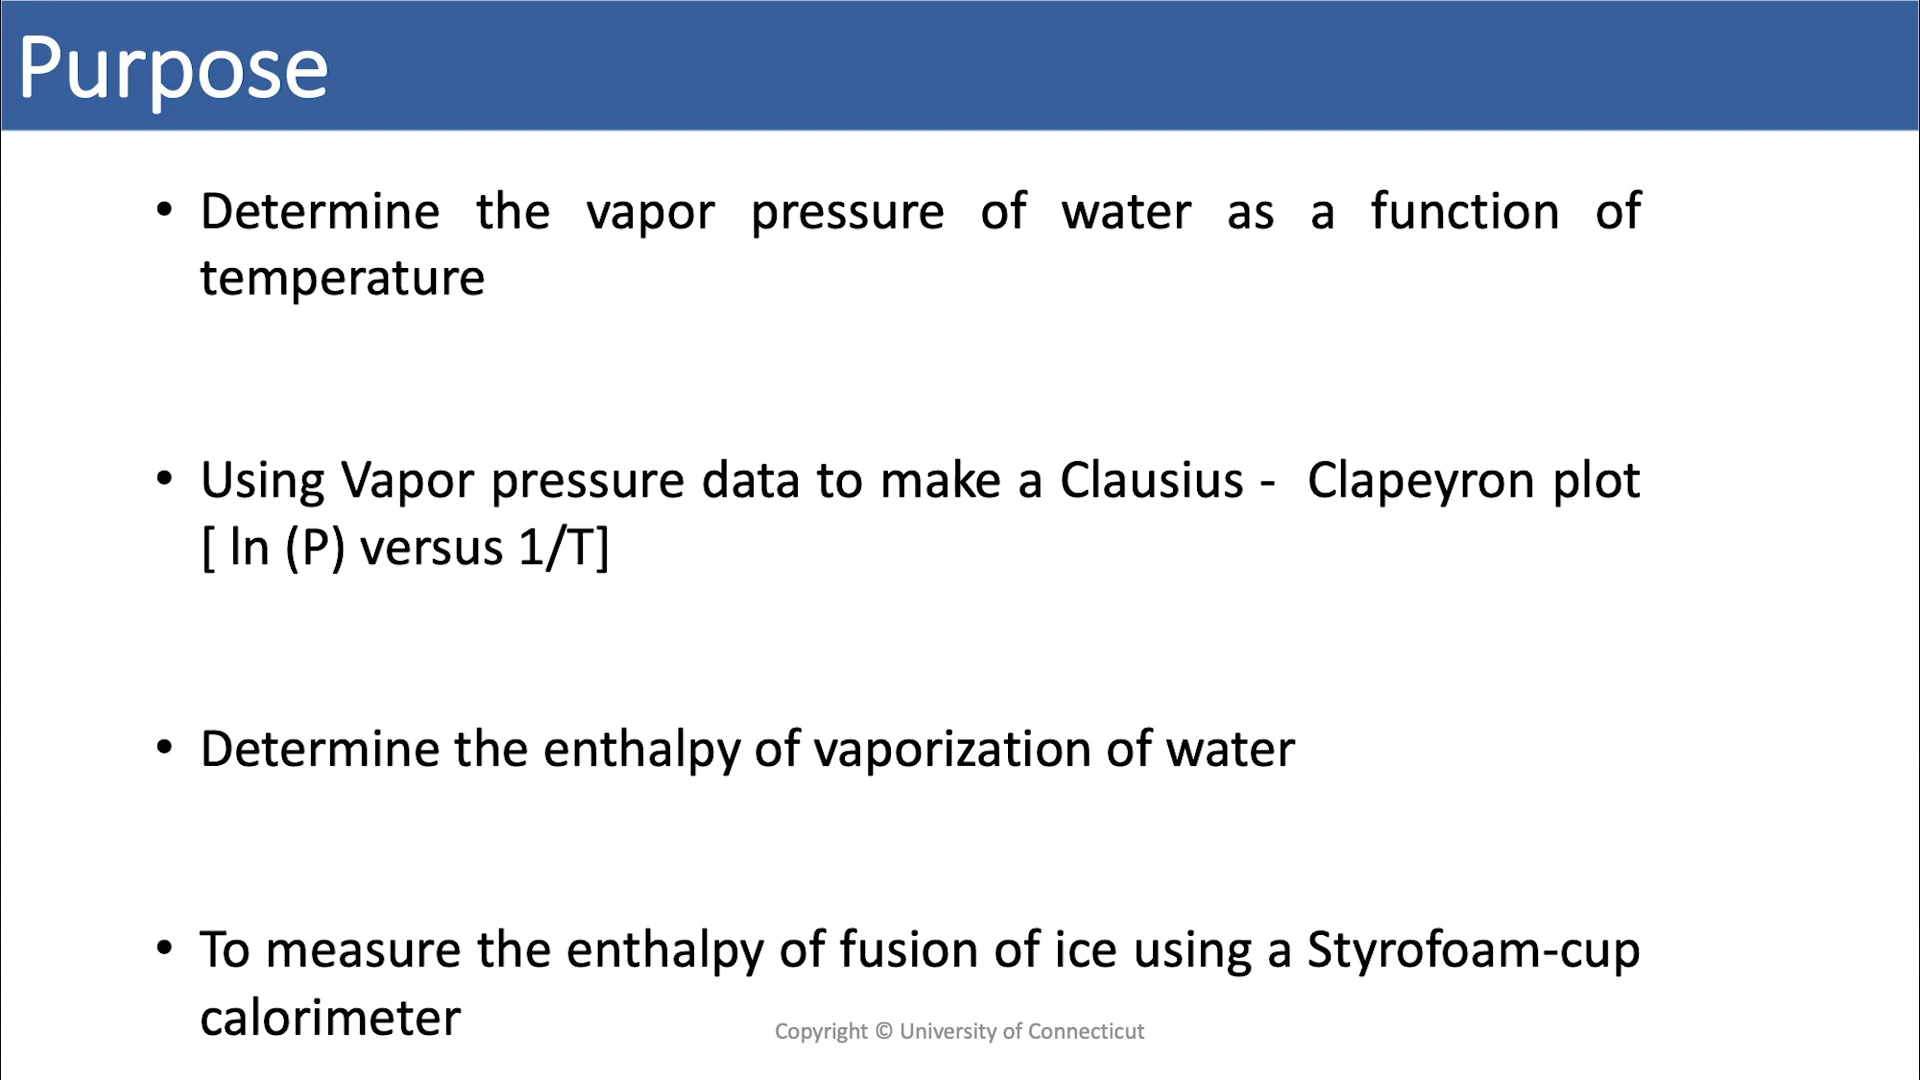 Purpose
• Determine the vapor pressure of water as a function of
temperature
• Using Vapor pressure data to make a Clausius - Clapeyron plot
[ ln (P) versus 1/T]
• Determine the enthalpy of vaporization of water
• To measure the enthalpy of fusion of ice using a Styrofoam-cup
calorimeter
Copyright © University of Connecticut